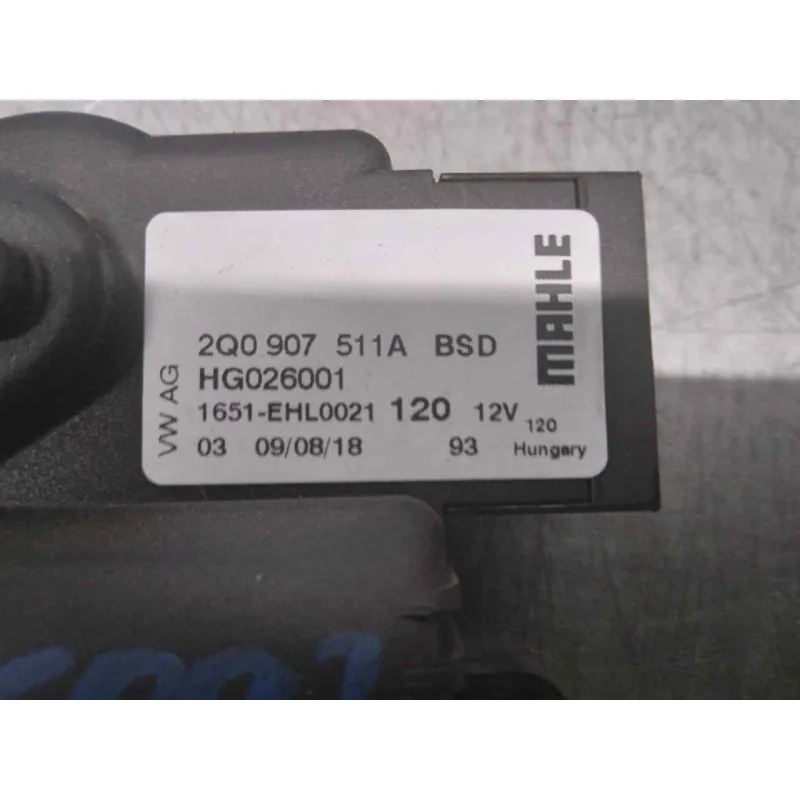 2Q0 907 511A BSD
HG026001
1651-EHL0021 120 12V 120
03 09/08/18 93 Hungary
VW AG
MAHLE